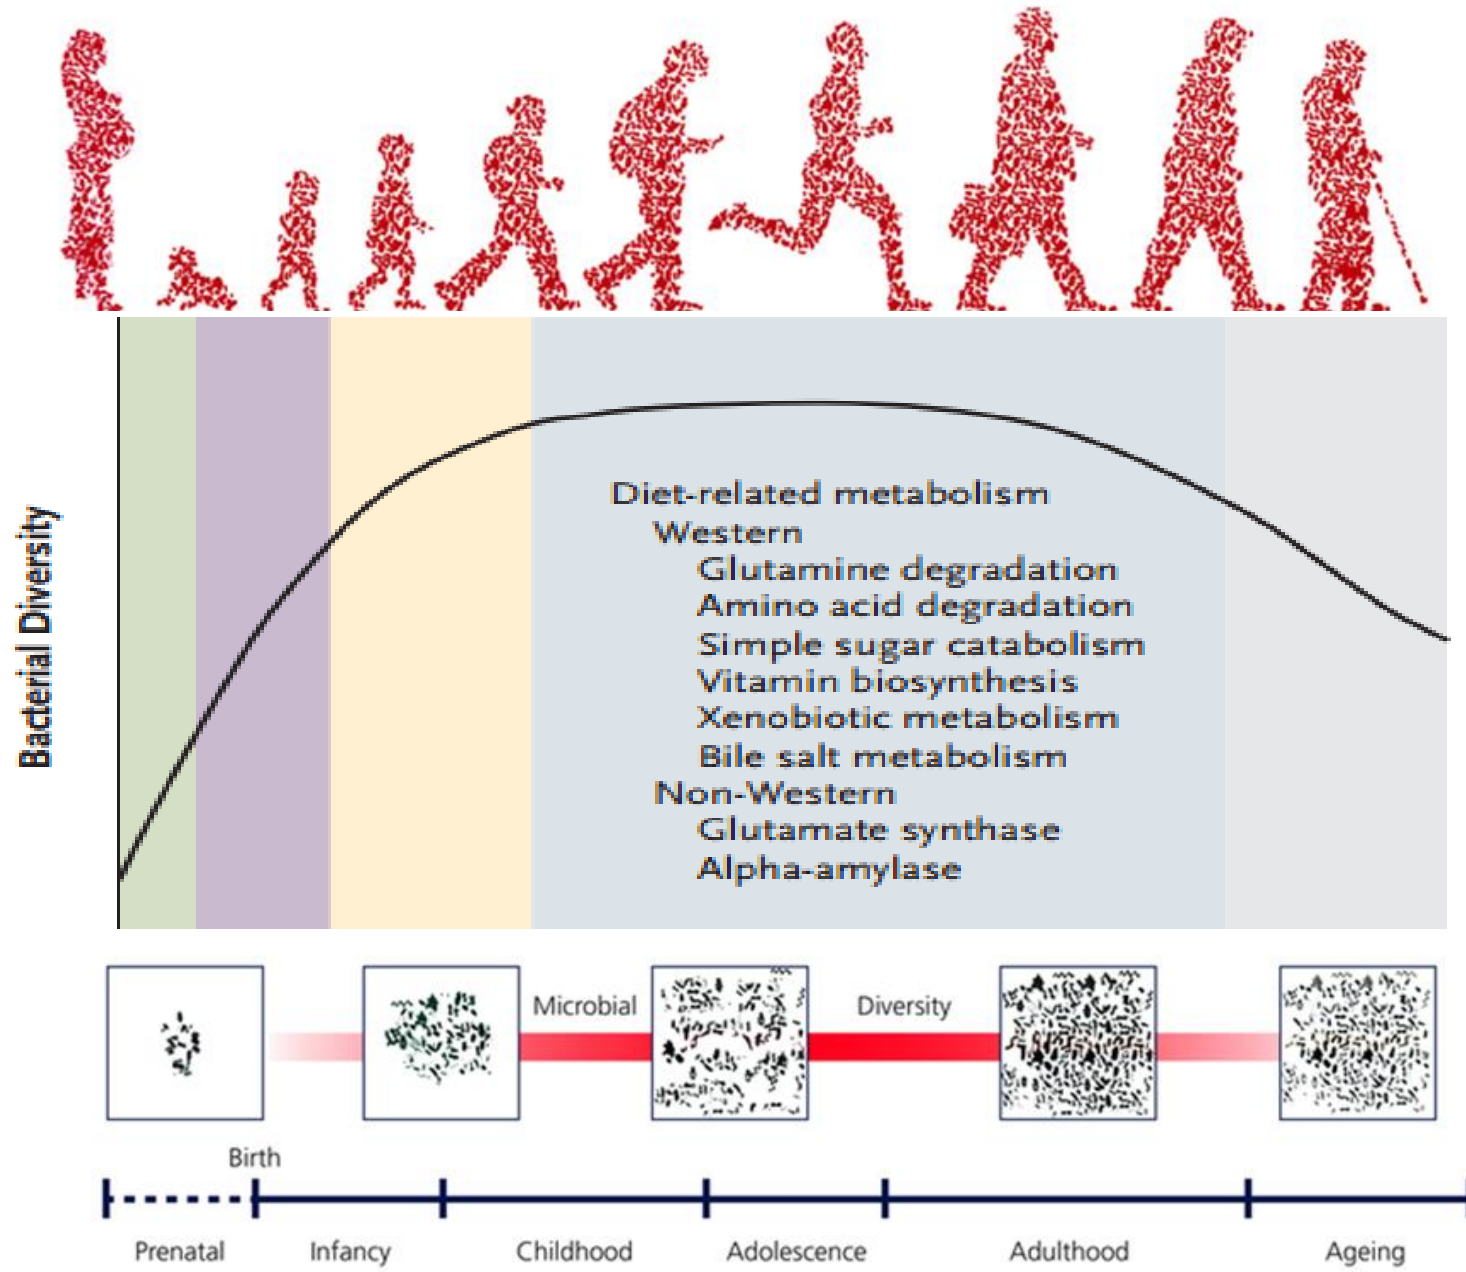 Bacterial Diversity
Diet-related metabolism
Western
Glutamine degradation
Amino acid degradation
Simple sugar catabolism
Vitamin biosynthesis
Xenobiotic metabolism
Bile salt metabolism
Non-Western
Glutamate synthase
Alpha-amylase
Microbial
Diversity
Birth
Prenatal
Infancy
Childhood
Adolescence
Adulthood
Ageing